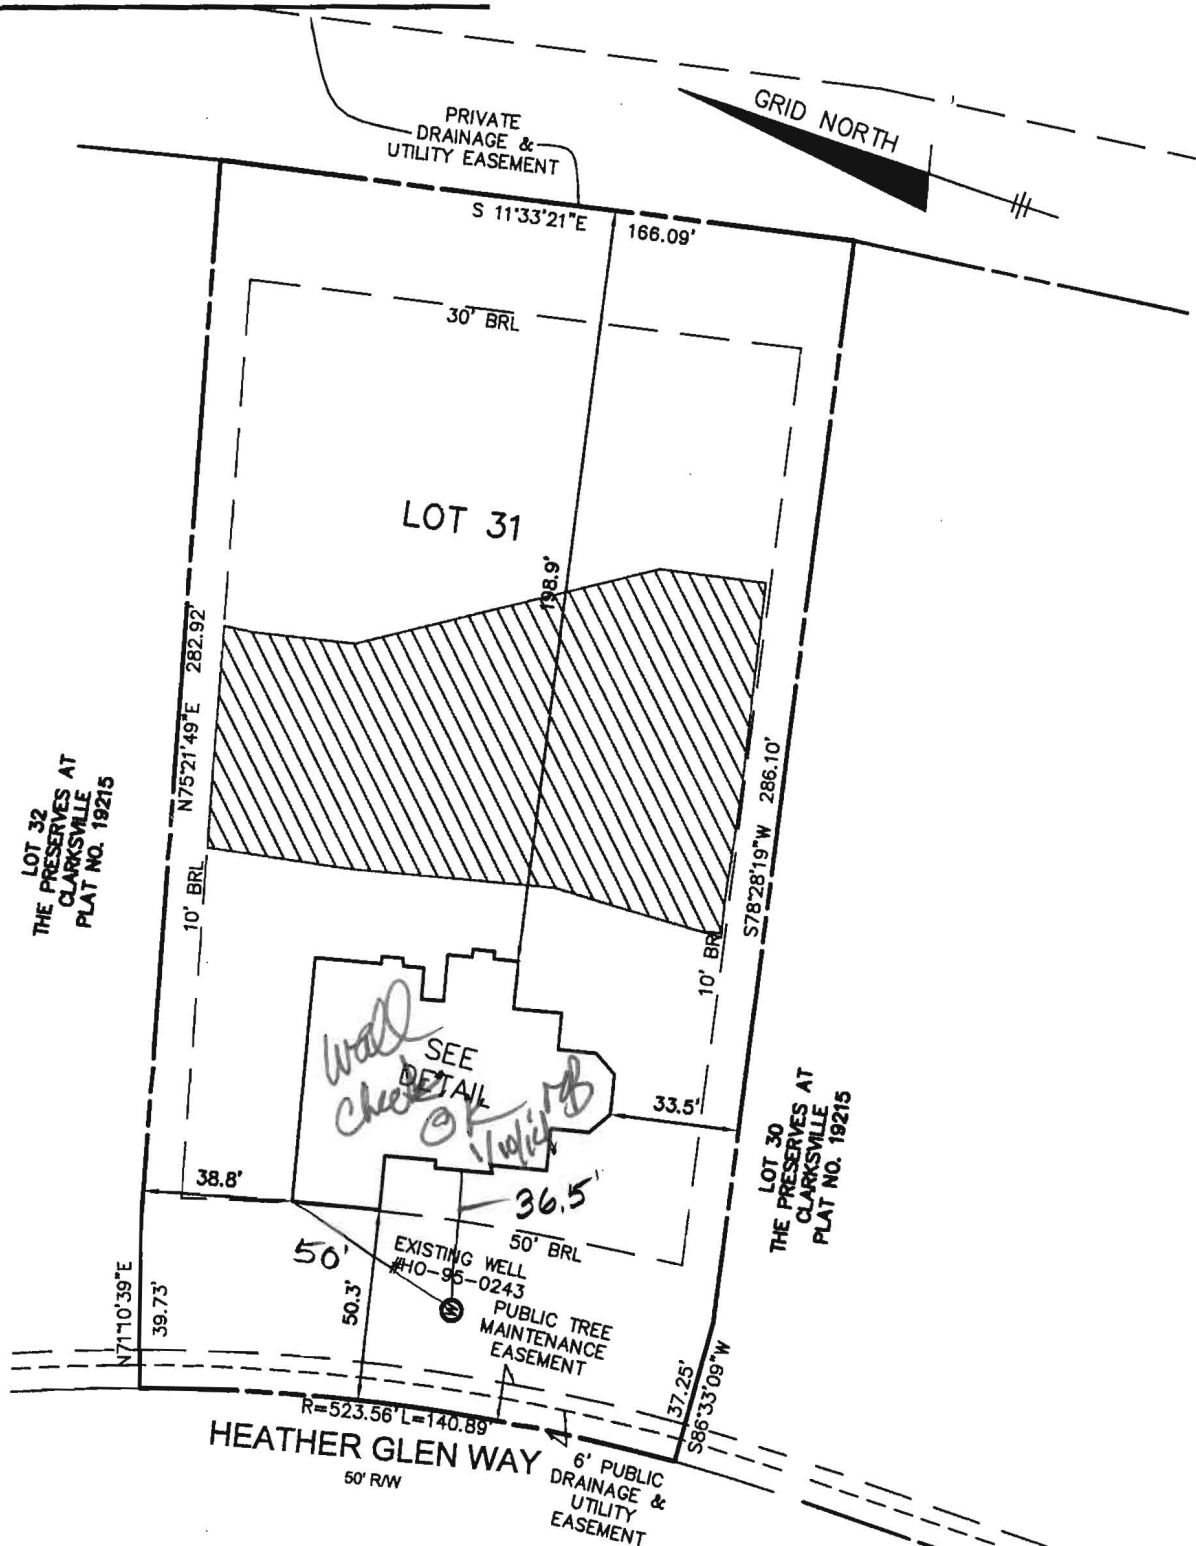 GRID NORTH
PRIVATE
DRAINAGE &
UTILITY EASEMENT
S 11°33'21"E
166.09'
30' BRL
LOT 31
198.9'
N75°21'49"E 282.92'
S78°28'19"W 286.10'
LOT 32
THE PRESERVES AT
CLARKSVILLE
PLAT NO. 19215
10' BRL
10' BRL
SEE
DETAIL
Wall
Check
OK
1/10/14
33.5'
LOT 30
THE PRESERVES AT
CLARKSVILLE
PLAT NO. 19215
38.8'
36.5'
50'
50' BRL
EXISTING WELL
#HO-95-0243
W
50.3'
PUBLIC TREE
MAINTENANCE
EASEMENT
N71°10'39"E
39.73'
37.25'
S86°33'09"W
R=523.56' L=140.89'
HEATHER GLEN WAY
50' R/W
6' PUBLIC
DRAINAGE &
UTILITY
EASEMENT